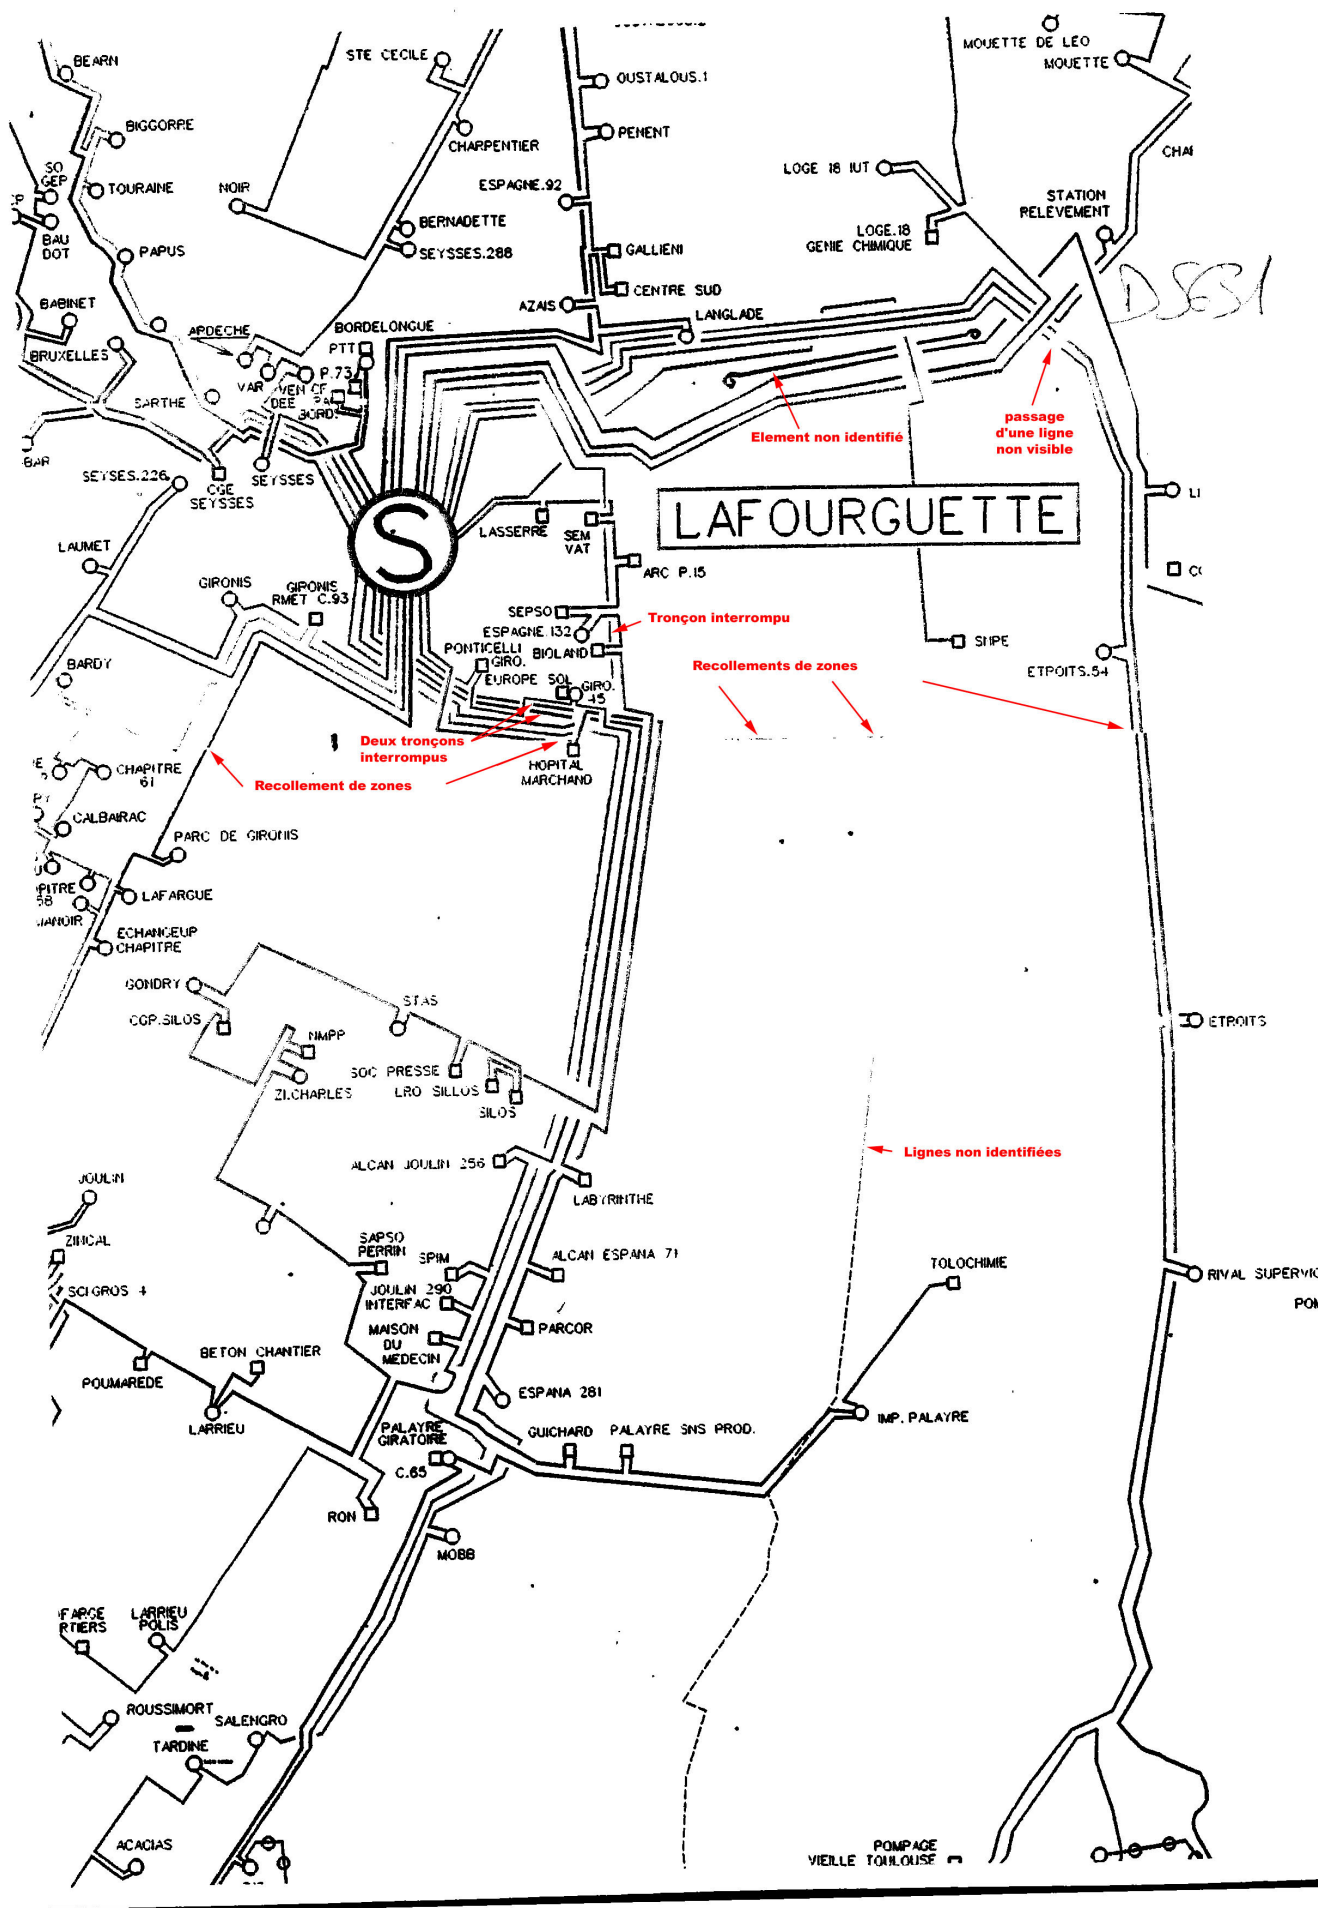 BEARN
STE CECILE
OUSTALOUS.1
MOUETTE DE LEO
MOUETTE
BIGGORRE
CHARPENTIER
PEMENT
SO
GEP
TOURAINE
NOIR
ESPAGNE.92
LOGE 18 IUT
STATION
RELEVEMENT
BAU
DOT
PAPUS
BERNADETTE
SEYSSES.288
GALLIENI
LOGE.18
GENIE CHIMIQUE
CENTRE SUD
BABINET
AZAIS
LANGLADE
ARDECHE
BORDELONGUE
PTT
BRUXELLES
VAR
VEN
DEE
P.73
SARTHE
BAR
passage
d'une ligne
non visible
Element non identifié
SEYSES.226
CGE
SEYSSES
SEYSSES
S
LAFOURGUETTE
LASSERRE
SEM
VAT
LAUMET
ARC P.15
GIRONIS
GIRONIS
RMET C.93
SEPSO
ESPAGNE.132
Tronçon interrompu
BARDY
PONTICELLI
GIRO.
BIOLAND
SNPE
ETROITS.54
EUROPE SOL
GIRO.
45
Recollements de zones
Deux tronçons
interrompus
HOPITAL
MARCHAND
CHAPITRE
61
Recollement de zones
CALBAIRAC
PARC DE GIRONIS
LAFARGUE
ECHANGEUR
CHAPITRE
GONDRY
STAS
CGP.SILOS
NMPP
ETROITS
SOC PRESSE
LRO SILLOS
ZI.CHARLES
SILOS
Lignes non identifiées
ALCAN JOULIN 256
LABYRINTHE
JOULIN
ZINCAL
SAPSO
PERRIN
SPIM
ALCAN ESPANA 71
TOLOCHIMIE
SCI GROS 4
JOULIN 290
INTERFAC
MAISON
DU
MEDECIN
PARCOR
BETON CHANTIER
POUMAREDE
LARRIEU
ESPANA 281
IMP. PALAYRE
PALAYRE
GIRATOIRE
C.65
GUICHARD
PALAYRE SNS PROD.
RON
MOBB
LARRIEU
POLIS
ROUSSIMORT
SALENGRO
TARDINE
ACACIAS
POMPAGE
VIEILLE TOULOUSE